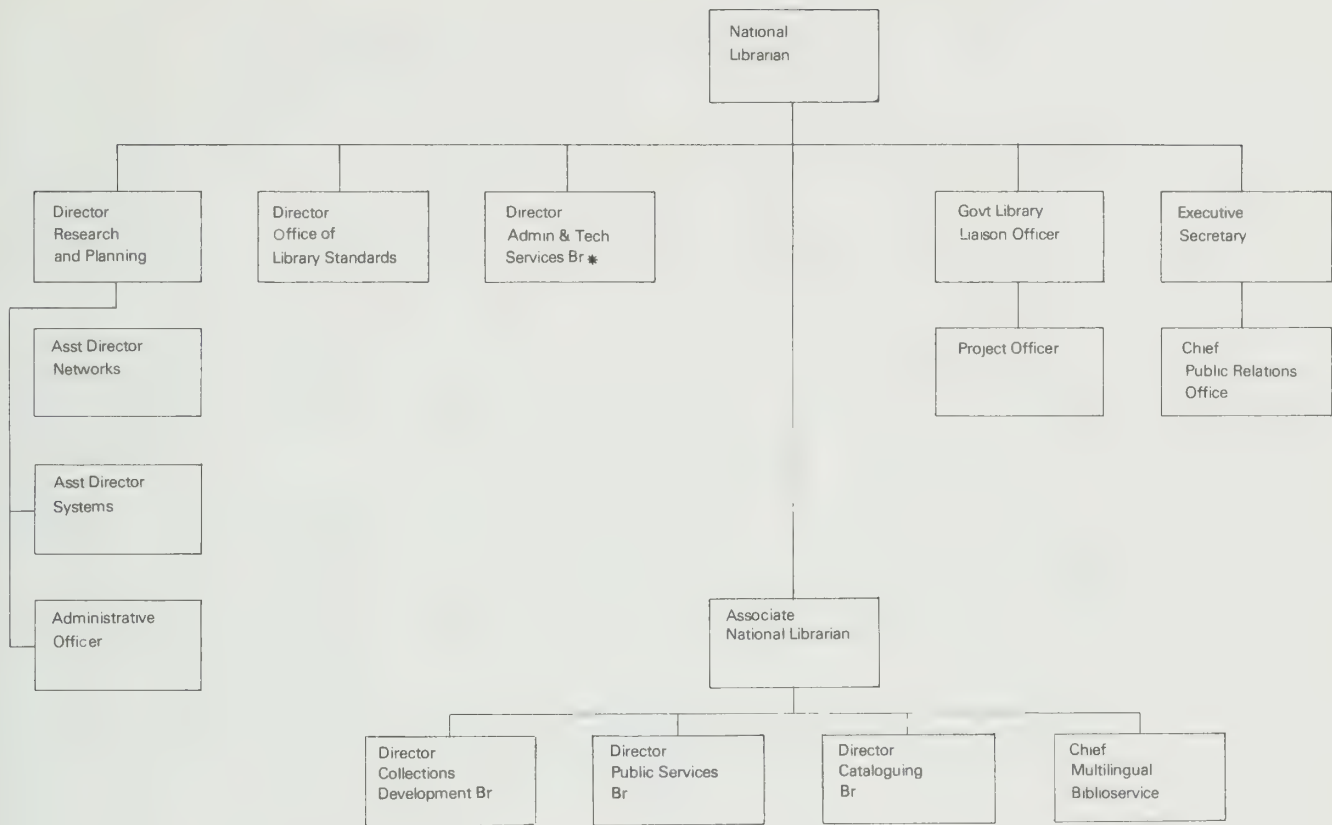 National
Librarian
Director
Research
and Planning
Director
Office of
Library Standards
Director
Admin & Tech
Services Br *
Govt Library
Liaison Officer
Executive
Secretary
Asst Director
Networks
Project Officer
Chief
Public Relations
Office
Asst Director
Systems
Administrative
Officer
Associate
National Librarian
Director
Collections
Development Br
Director
Public Services
Br
Director
Cataloguing
Br
Chief
Multilingual
Biblioservice